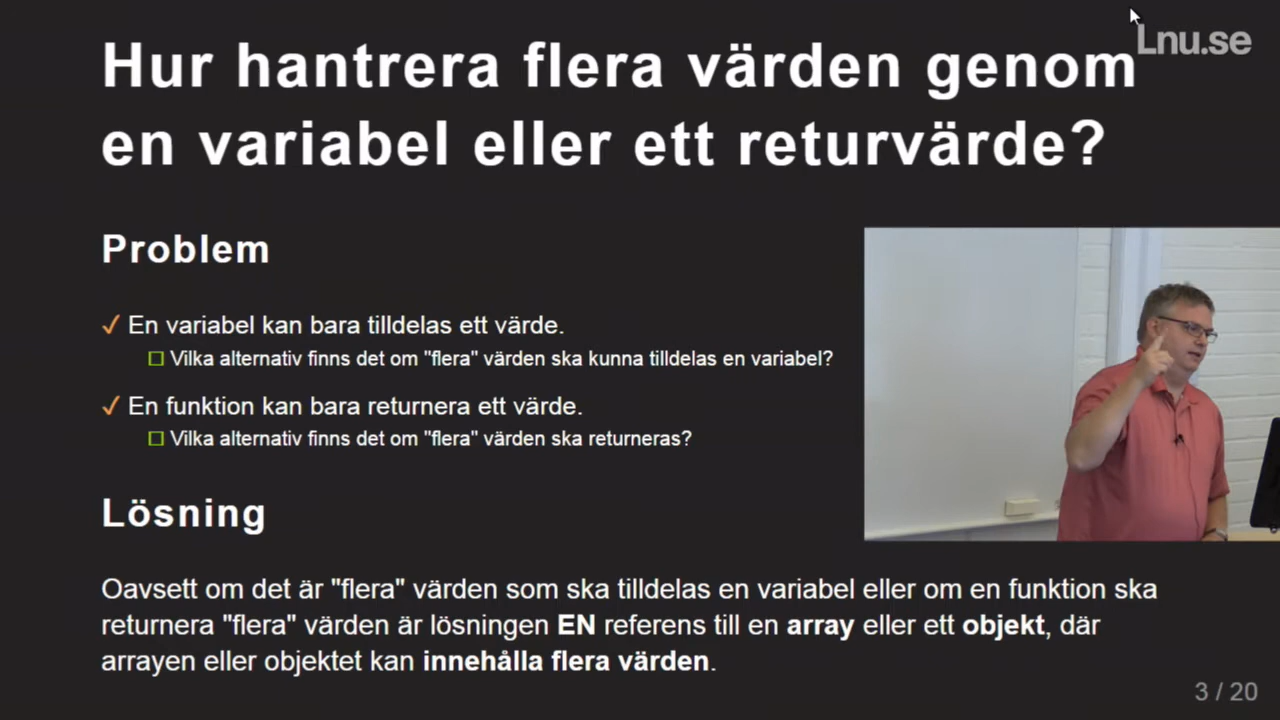 Lnu.se
Hur hantrera flera värden genom
en variabel eller ett returvärde?
Problem
✓ En variabel kan bara tilldelas ett värde.
☐ Vilka alternativ finns det om "flera" värden ska kunna tilldelas en variabel?
✓ En funktion kan bara returnera ett värde.
☐ Vilka alternativ finns det om "flera" värden ska returneras?
Lösning
Oavsett om det är "flera" värden som ska tilldelas en variabel eller om en funktion ska
returnera "flera" värden är lösningen EN referens till en array eller ett objekt, där
arrayen eller objektet kan innehålla flera värden.
3 / 20